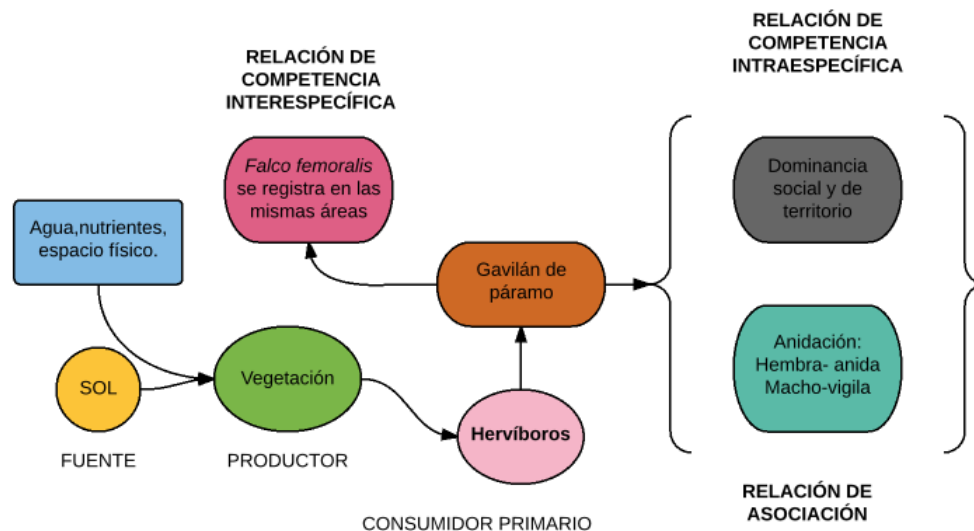 RELACIÓN DE
COMPETENCIA
INTERESPECÍFICA
RELACIÓN DE
COMPETENCIA
INTRAESPECÍFICA
Falco femoralis
se registra en las
mismas áreas
Dominancia
social y de
territorio
Agua,nutrientes,
espacio físico.
Gavilán de
páramo
Anidación:
Hembra- anida
Macho-vigila
SOL
Vegetación
Hervíboros
FUENTE
PRODUCTOR
CONSUMIDOR PRIMARIO
RELACIÓN DE
ASOCIACIÓN